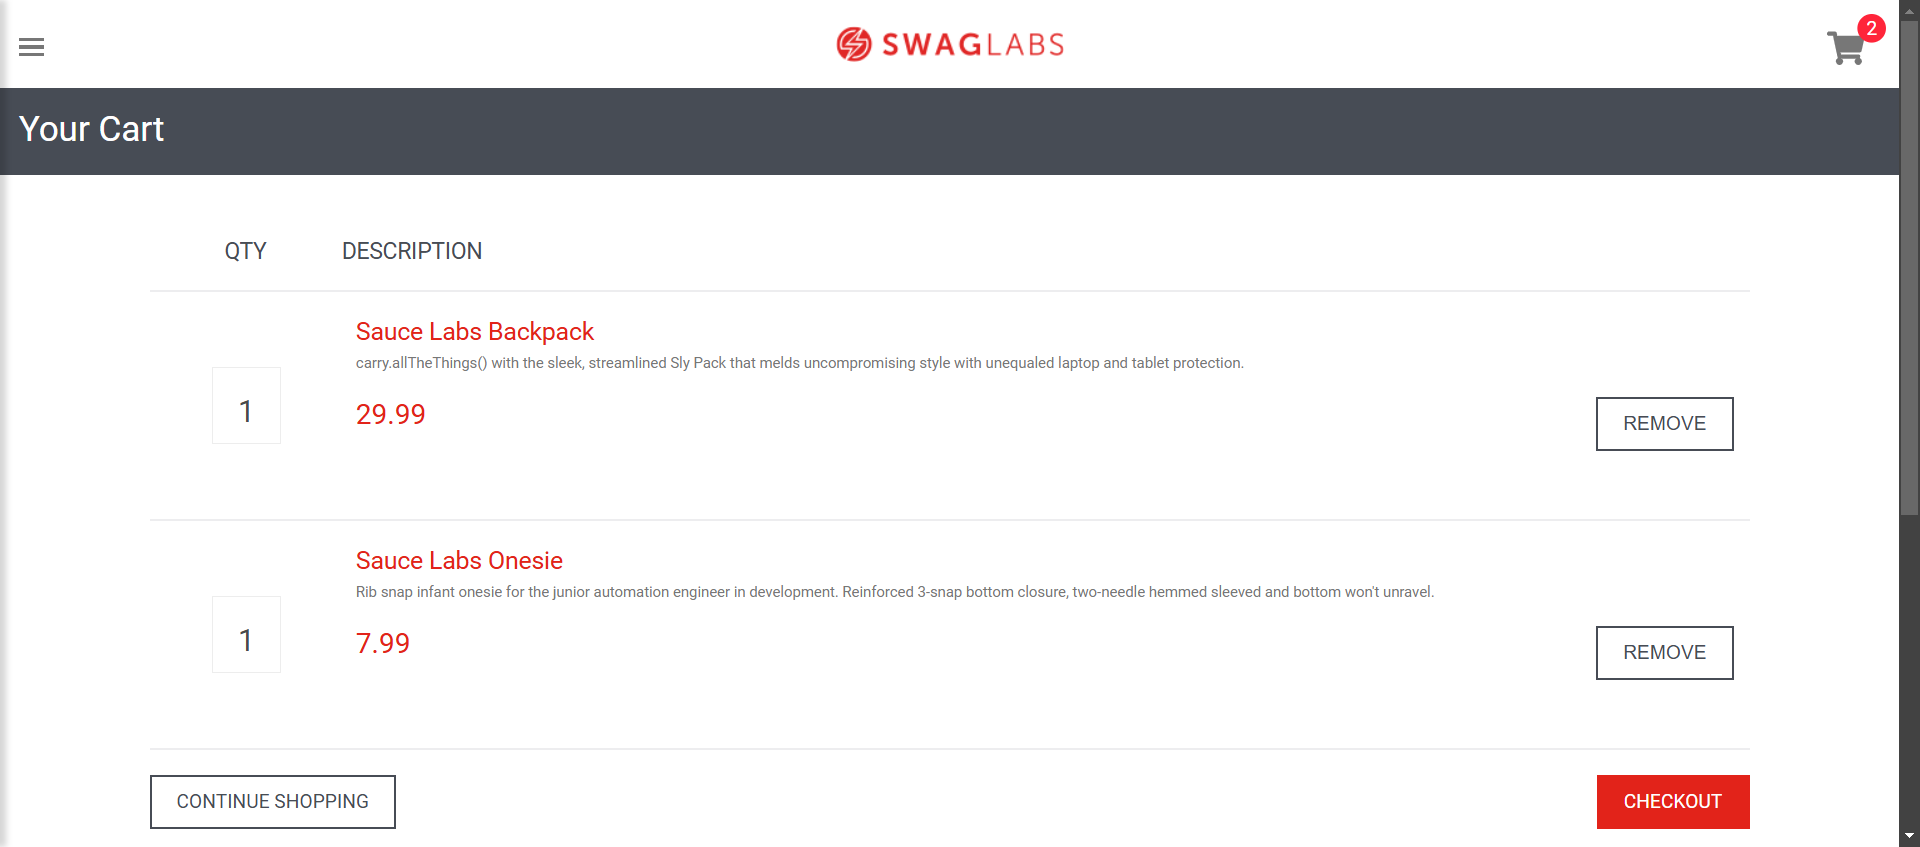 SWAGLABS
2
Your Cart
QTY DESCRIPTION
Sauce Labs Backpack
carry.allTheThings() with the sleek, streamlined Sly Pack that melds uncompromising style with unequaled laptop and tablet protection.
1
29.99
REMOVE
Sauce Labs Onesie
Rib snap infant onesie for the junior automation engineer in development. Reinforced 3-snap bottom closure, two-needle hemmed sleeved and bottom won't unravel.
1
7.99
REMOVE
CONTINUE SHOPPING
CHECKOUT